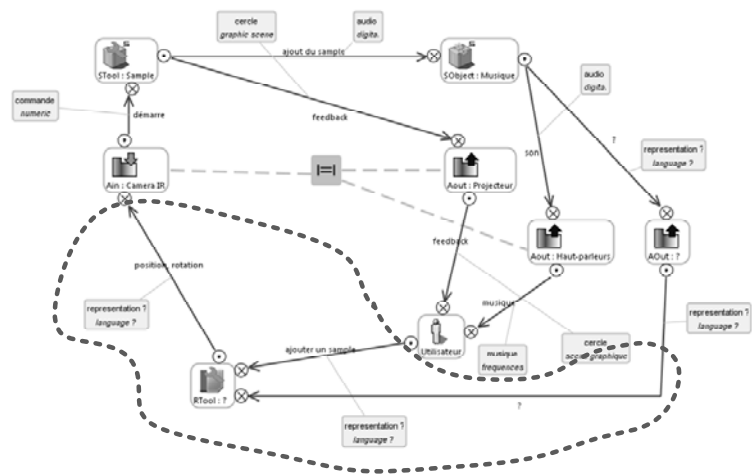 cercle
graphic scene
audio
digita.
STool : Sample
ajout du sample
SObject : Musique
commande
numeric
démarre
feedback
audio
digita.
son
?
representation ?
language ?
Ain : Camera IR
|=|
Aout : Projecteur
Aout : Haut-parleurs
AOut : ?
position, rotation
feedback
musique
representation ?
language ?
representation ?
language ?
ajouter un sample
Utilisateur
musique
frequences
cercle
graphique
RTool : ?
?
representation ?
language ?